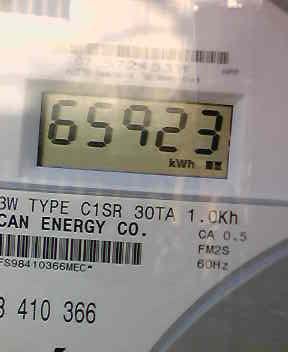 65923
kWh
3W TYPE C1SR 30TA 1.0Kh
CAN ENERGY CO.
CA 0.5
FM2S
FS98410366MEC*
60Hz
3 410 366